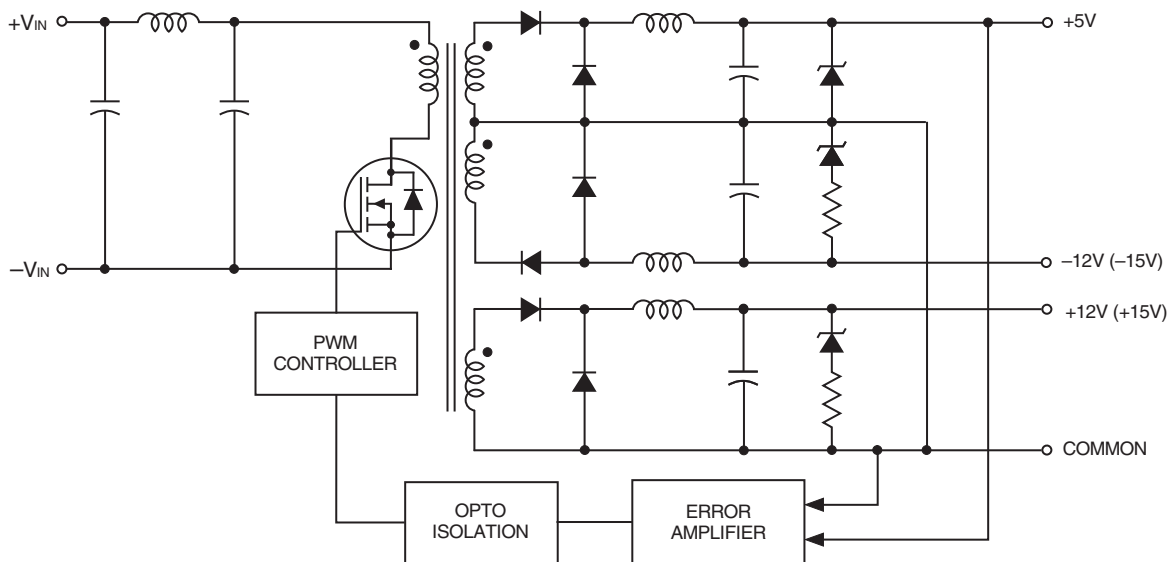 +VIN
+5V
–12V (–15V)
–VIN
+12V (+15V)
PWM
CONTROLLER
COMMON
OPTO
ISOLATION
ERROR
AMPLIFIER